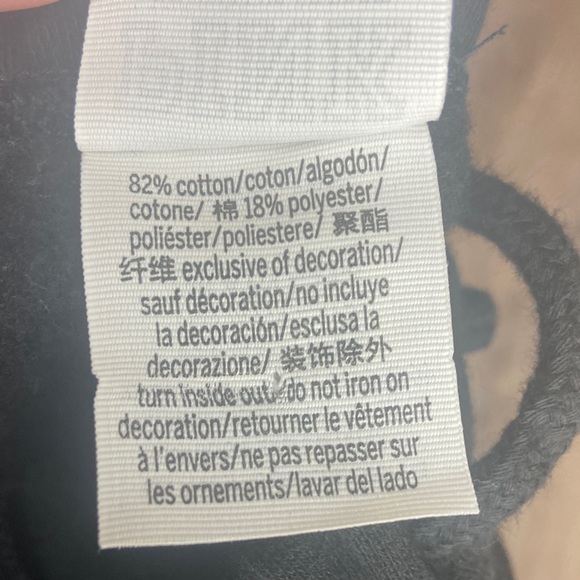 82% cotton/coton/algodón/
cotone/ 棉 18% polyester/
poliéster/poliestere/ 聚酯
纤维 exclusive of decoration/
sauf décoration/no incluye
la decoración/esclusa la
decorazione/ 装饰除外
turn inside out/do not iron on
decoration/retourner le vêtement
à l'envers/ne pas repasser sur
les ornements/lavar del lado